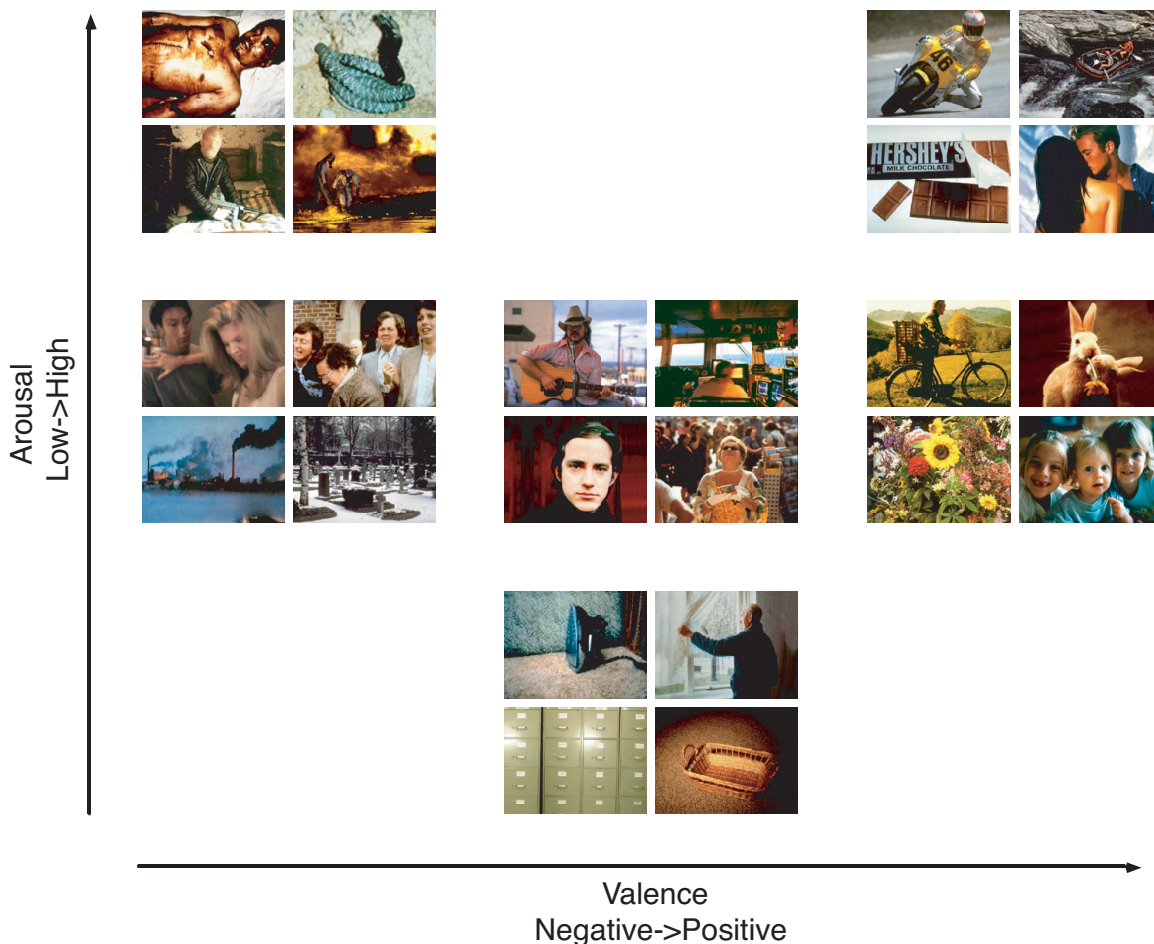 46
HERSHEY'S
MILK CHOCOLATE
Arousal
Low->High
Valence
Negative->Positive